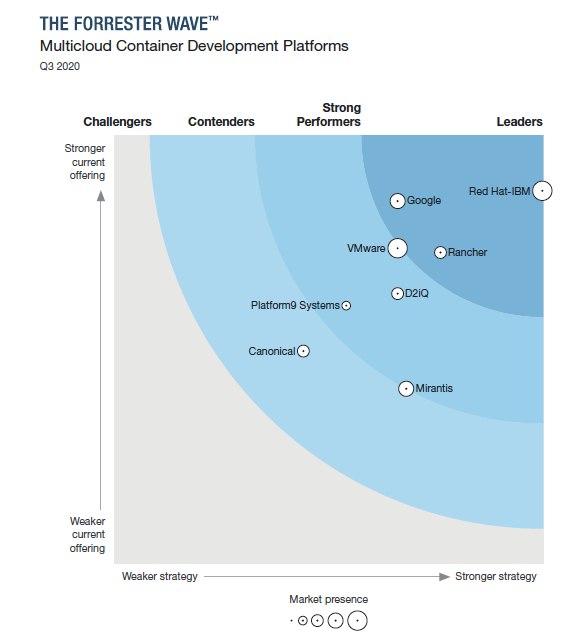 THE FORRESTER WAVE™
Multicloud Container Development Platforms
Q3 2020
Challengers
Contenders
Strong
Performers
Leaders
Stronger
current
offering
Red Hat-IBM
Google
VMware
Rancher
D2iQ
Platform9 Systems
Canonical
Mirantis
Weaker
current
offering
Weaker strategy
Stronger strategy
Market presence